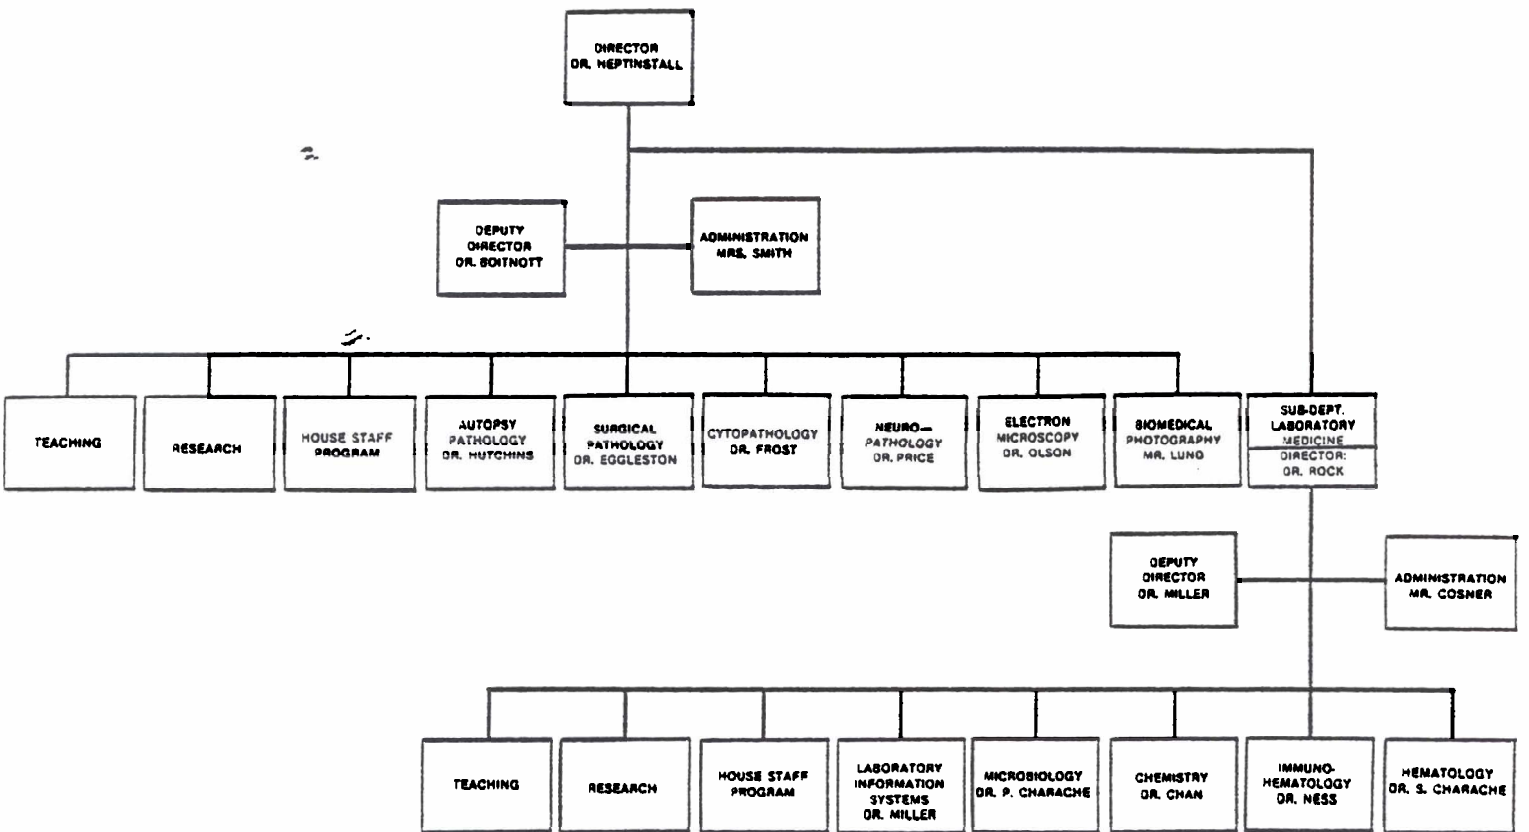 DIRECTOR
DR. HEPTINSTALL
DEPUTY
DIRECTOR
DR. BOITNOTT
ADMINISTRATION
MRS. SMITH
TEACHING
RESEARCH
HOUSE STAFF
PROGRAM
AUTOPSY
PATHOLOGY
DR. HUTCHINS
SURGICAL
PATHOLOGY
DR. EGGLESTON
CYTOPATHOLOGY
DR. FROST
NEURO—
PATHOLOGY
DR. PRICE
ELECTRON
MICROSCOPY
DR. OLSON
BIOMEDICAL
PHOTOGRAPHY
MR. LUND
SUB-DEPT.
LABORATORY
MEDICINE
DIRECTOR:
DR. ROCK
DEPUTY
DIRECTOR
DR. MILLER
ADMINISTRATION
MR. COSNER
TEACHING
RESEARCH
HOUSE STAFF
PROGRAM
LABORATORY
INFORMATION
SYSTEMS
DR. MILLER
MICROBIOLOGY
DR. P. CHARACHE
CHEMISTRY
DR. CHAN
IMMUNO-
HEMATOLOGY
DR. NESS
HEMATOLOGY
DR. S. CHARACHE